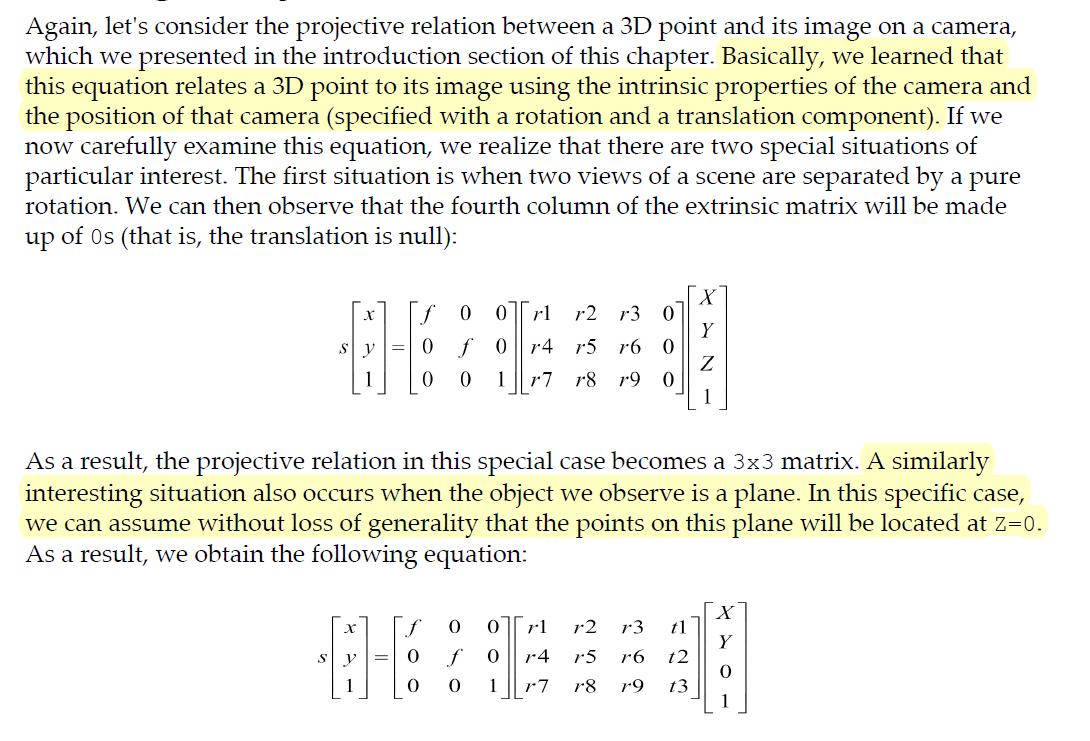 Again, let's consider the projective relation between a 3D point and its image on a camera,
which we presented in the introduction section of this chapter. Basically, we learned that
this equation relates a 3D point to its image using the intrinsic properties of the camera and
the position of that camera (specified with a rotation and a translation component). If we
now carefully examine this equation, we realize that there are two special situations of
particular interest. The first situation is when two views of a scene are separated by a pure
rotation. We can then observe that the fourth column of the extrinsic matrix will be made
up of 0s (that is, the translation is null):
s [x; y; 1] = [f 0 0; 0 f 0; 0 0 1] [r1 r2 r3 0; r4 r5 r6 0; r7 r8 r9 0] [X; Y; Z; 1]
As a result, the projective relation in this special case becomes a 3x3 matrix. A similarly
interesting situation also occurs when the object we observe is a plane. In this specific case,
we can assume without loss of generality that the points on this plane will be located at Z=0.
As a result, we obtain the following equation:
s [x; y; 1] = [f 0 0; 0 f 0; 0 0 1] [r1 r2 r3 t1; r4 r5 r6 t2; r7 r8 r9 t3] [X; Y; 0; 1]